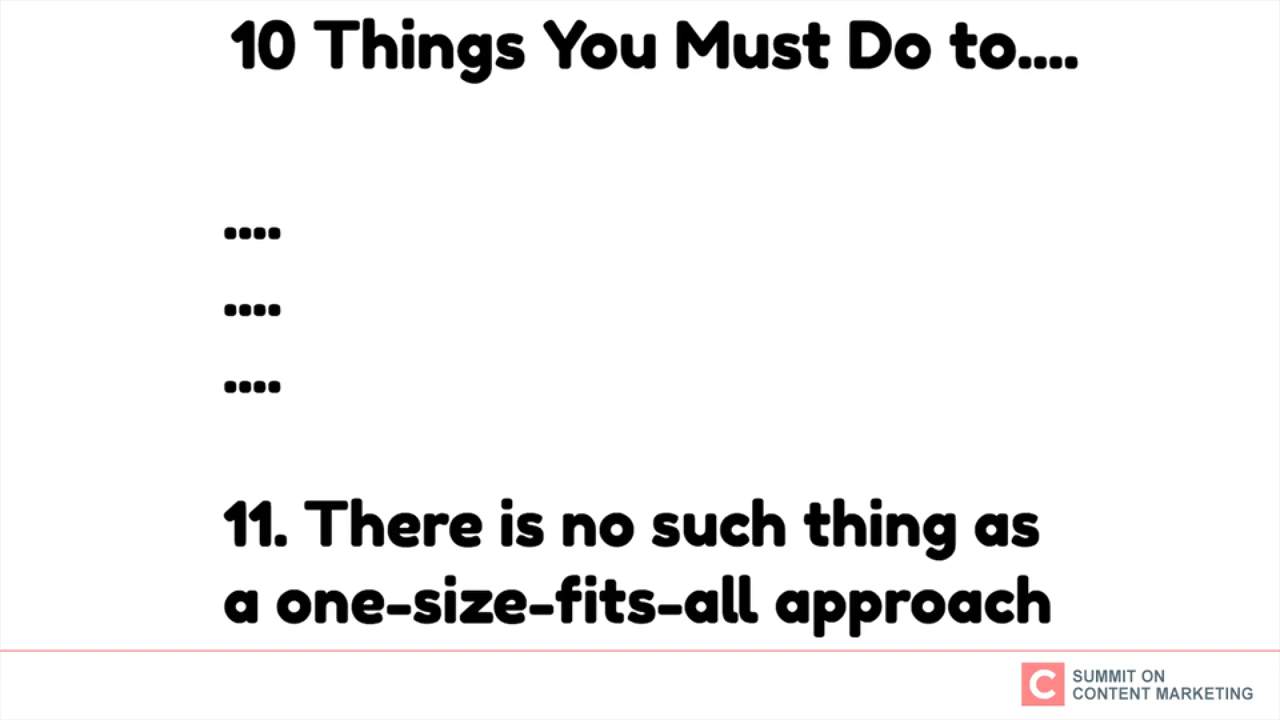 10 Things You Must Do to....
....
....
....
11. There is no such thing as
a one-size-fits-all approach
C
SUMMIT ON
CONTENT MARKETING